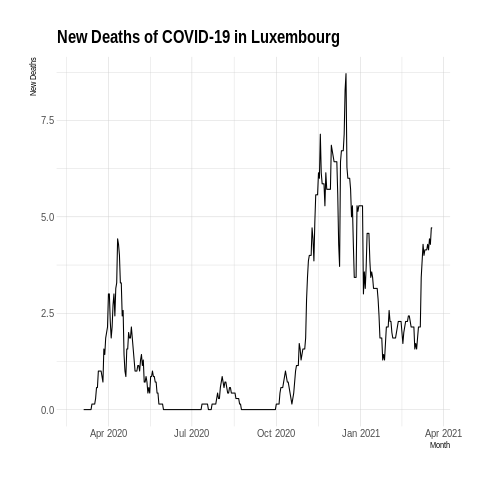 New Deaths of COVID-19 in Luxembourg
New Deaths
7.5
5.0
2.5
0.0
Apr 2020 Jul 2020 Oct 2020 Jan 2021 Apr 2021
Month